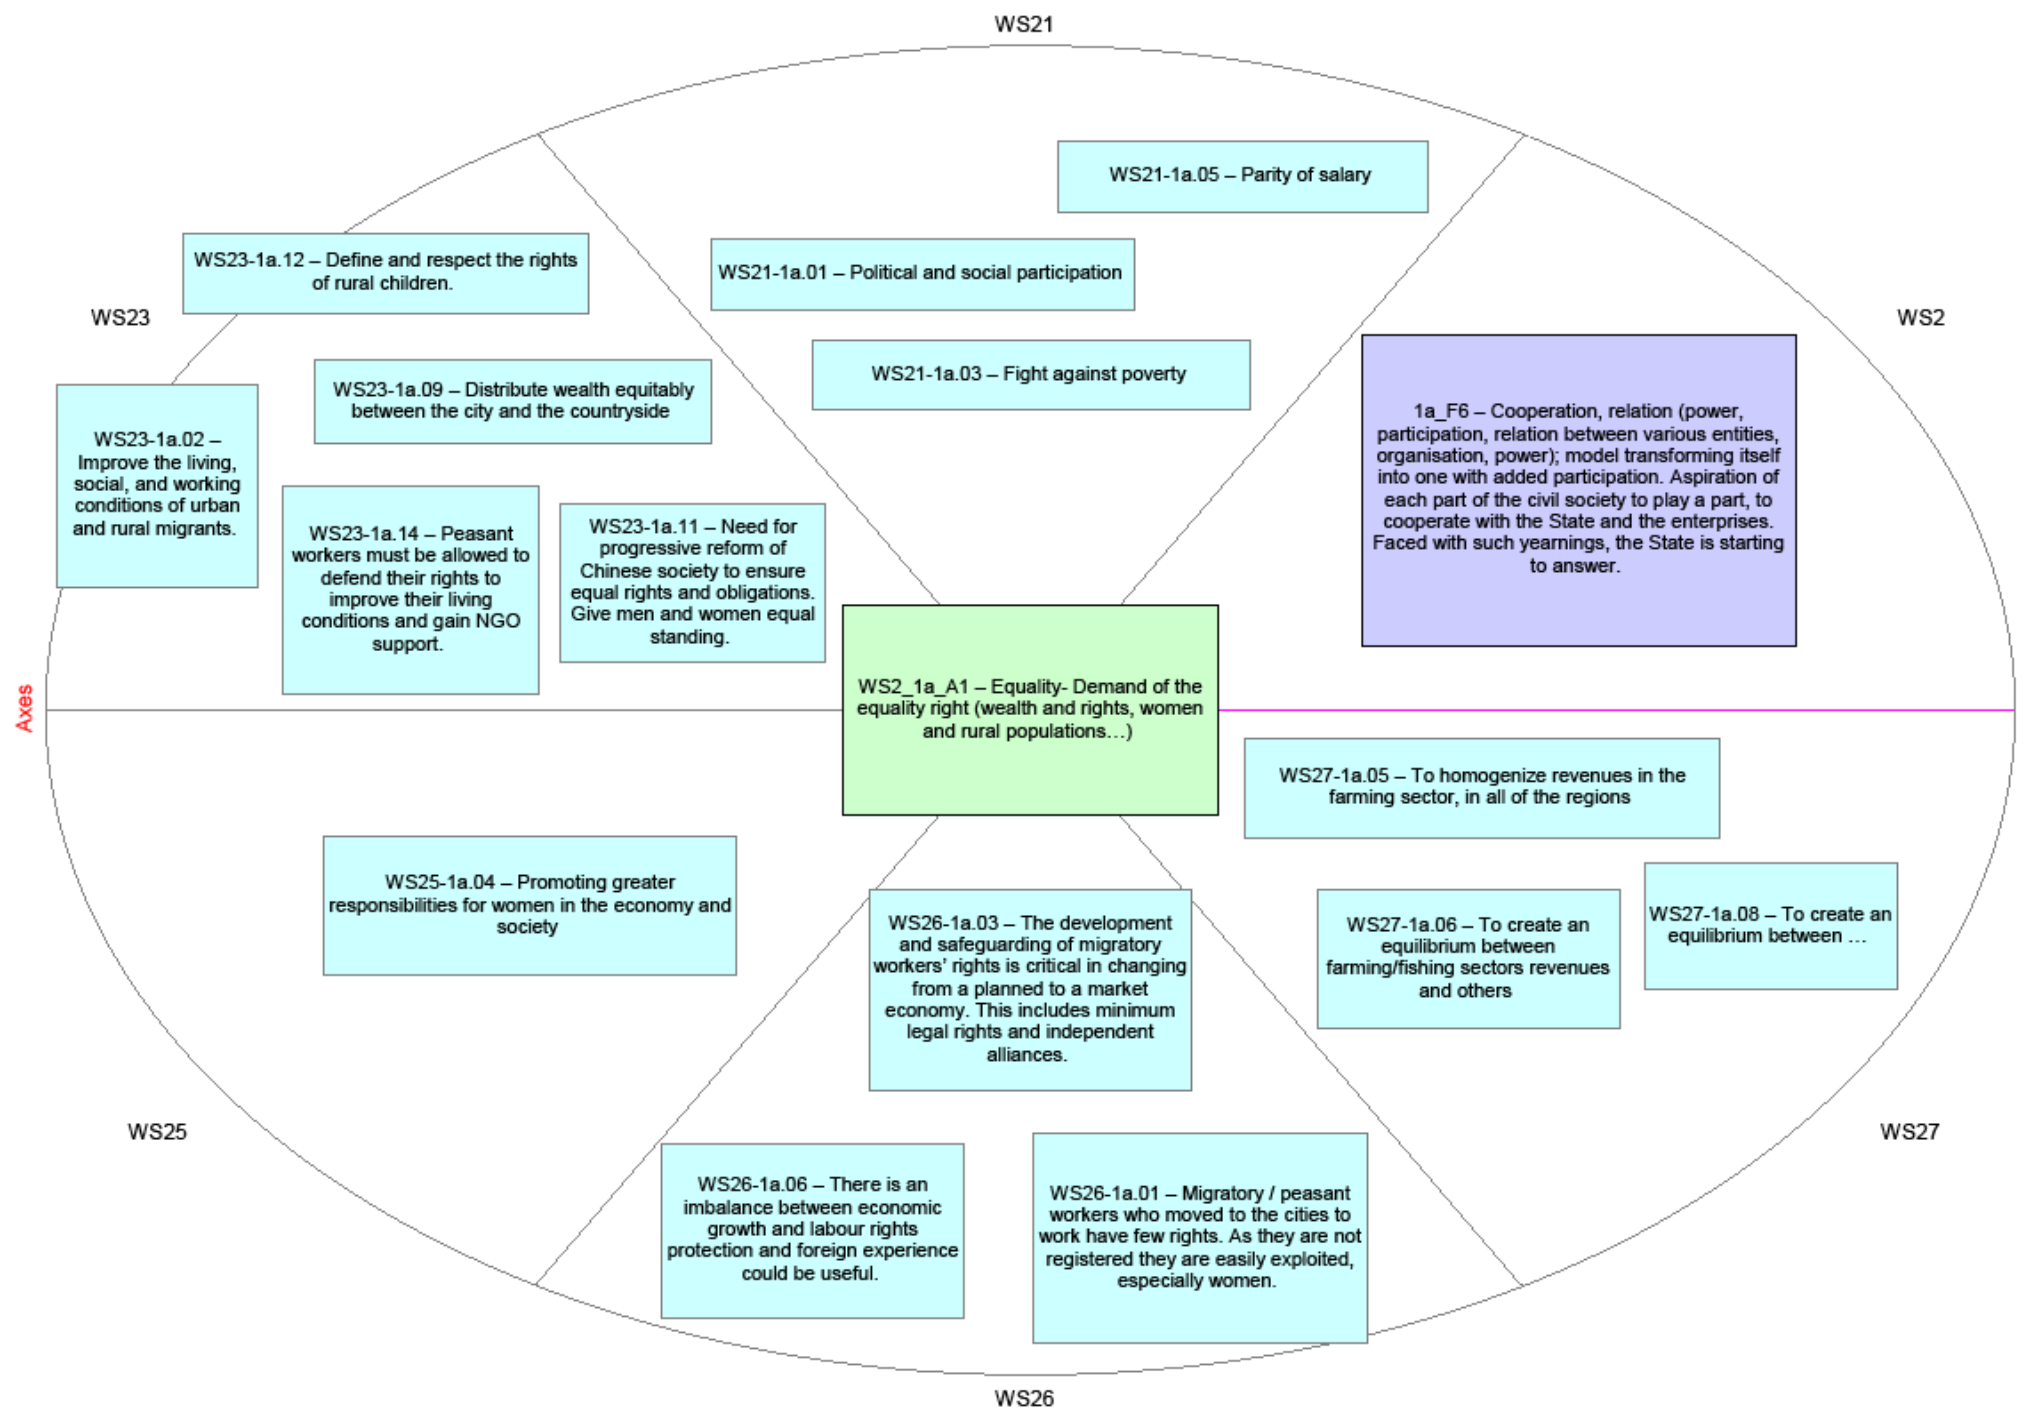 WS21
WS21-1a.05 – Parity of salary
WS23-1a.12 – Define and respect the rights
of rural children.
WS21-1a.01 – Political and social participation
WS23
WS2
WS21-1a.03 – Fight against poverty
WS23-1a.09 – Distribute wealth equitably
between the city and the countryside
WS23-1a.02 –
Improve the living,
social, and working
conditions of urban
and rural migrants.
1a_F6 – Cooperation, relation (power,
participation, relation between various entities,
organisation, power); model transforming itself
into one with added participation. Aspiration of
each part of the civil society to play a part, to
cooperate with the State and the enterprises.
Faced with such yearnings, the State is starting
to answer.
WS23-1a.14 – Peasant
workers must be allowed to
defend their rights to
improve their living
conditions and gain NGO
support.
WS23-1a.11 – Need for
progressive reform of
Chinese society to ensure
equal rights and obligations.
Give men and women equal
standing.
Axes
WS2_1a_A1 – Equality- Demand of the
equality right (wealth and rights, women
and rural populations…)
WS27-1a.05 – To homogenize revenues in the
farming sector, in all of the regions
WS25-1a.04 – Promoting greater
responsibilities for women in the economy and
society
WS26-1a.03 – The development
and safeguarding of migratory
workers’ rights is critical in changing
from a planned to a market
economy. This includes minimum
legal rights and independent
alliances.
WS27-1a.06 – To create an
equilibrium between
farming/fishing sectors revenues
and others
WS27-1a.08 – To create an
equilibrium between …
WS25
WS27
WS26-1a.06 – There is an
imbalance between economic
growth and labour rights
protection and foreign experience
could be useful.
WS26-1a.01 – Migratory / peasant
workers who moved to the cities to
work have few rights. As they are not
registered they are easily exploited,
especially women.
WS26